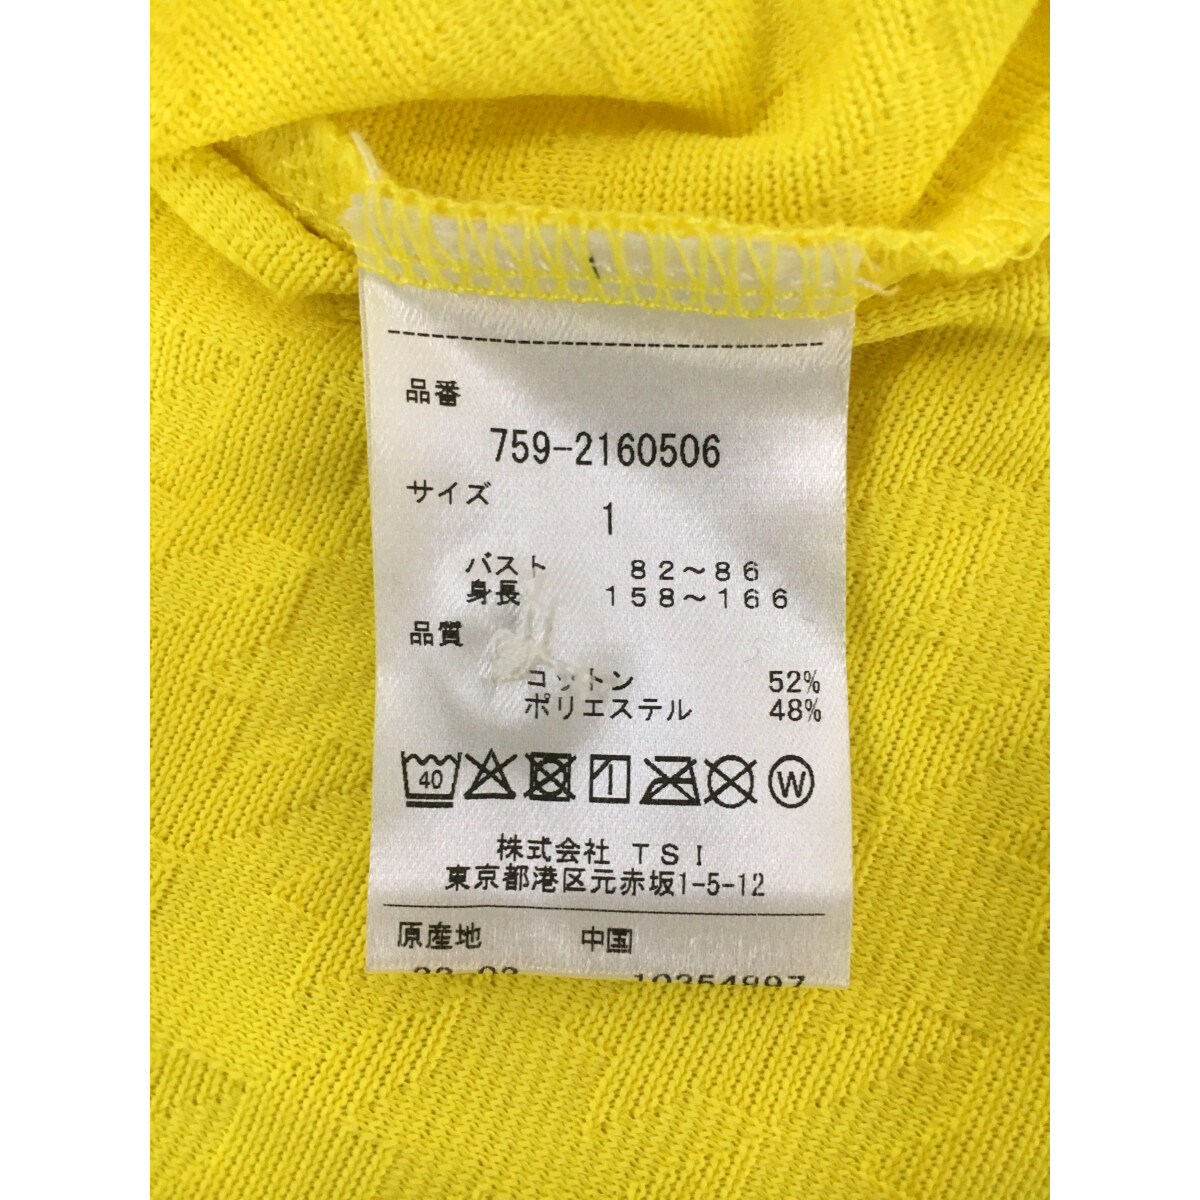 品番
759-2160506
サイズ
1
バスト 82～86
身長 158～166
品質
コットン 52%
ポリエステル 48%
40 W
株式会社 TSI
東京都港区元赤坂1-5-12
原産地 中国